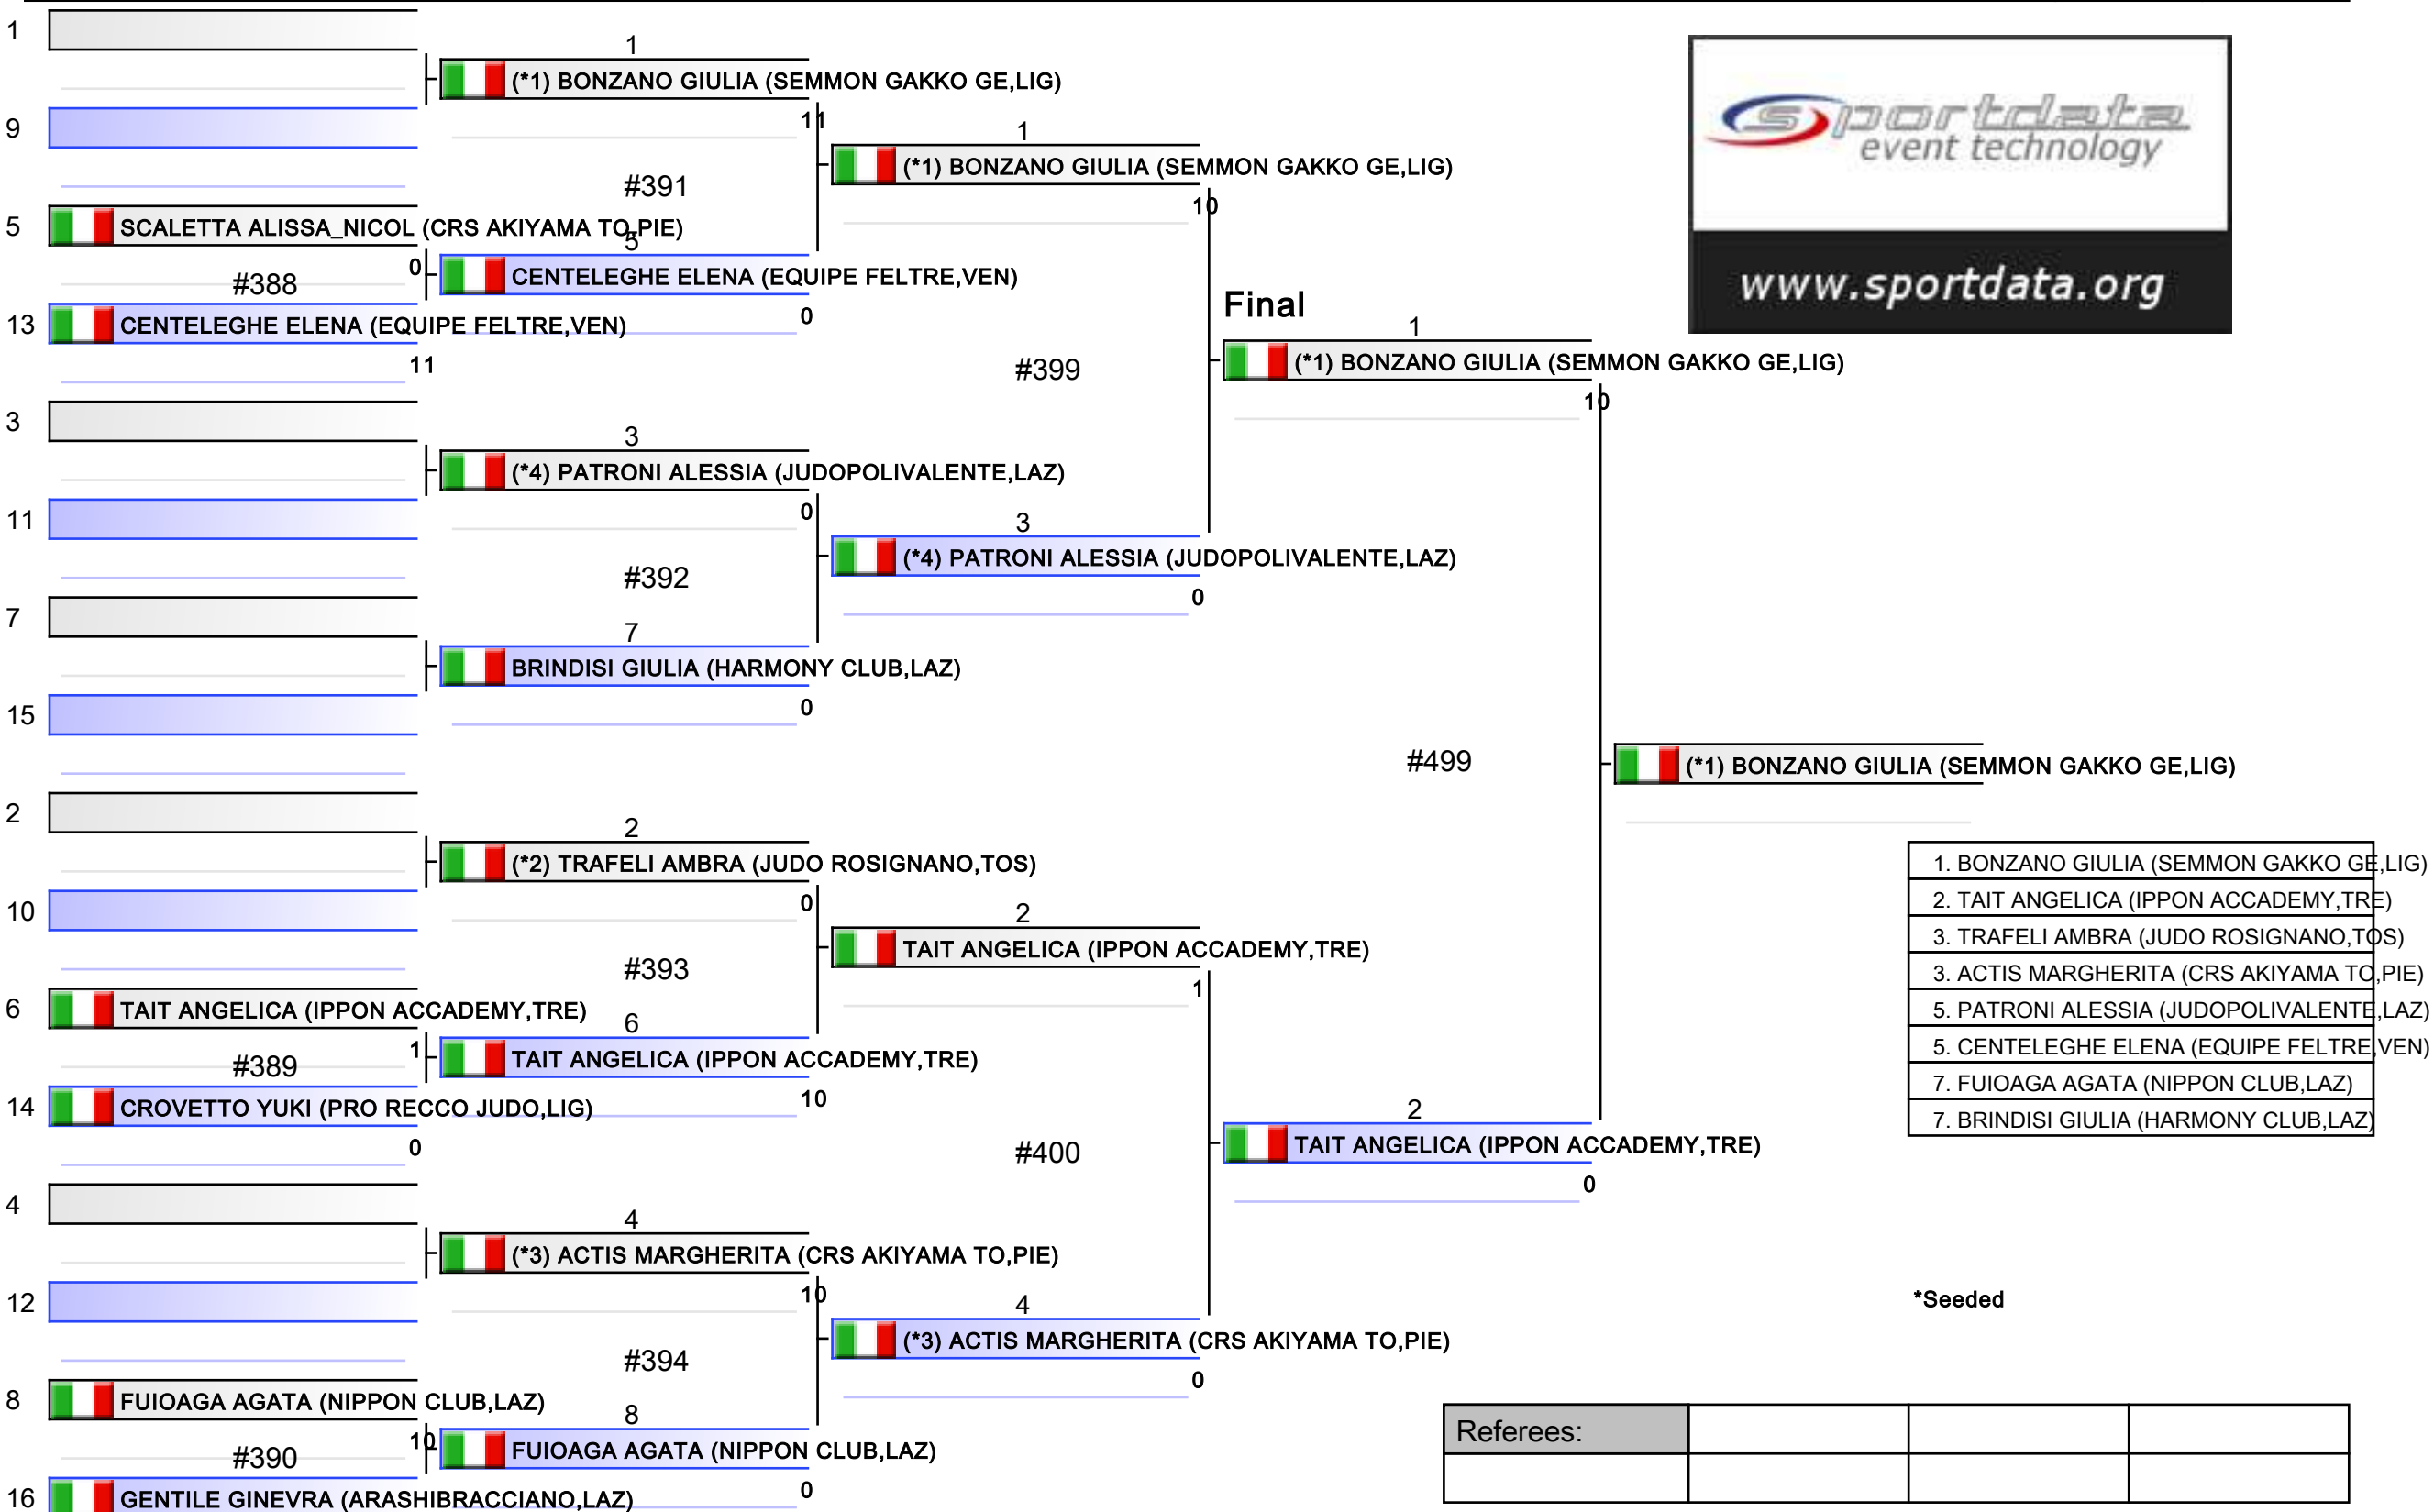 1
1
(*1) BONZANO GIULIA (SEMMON GAKKO GE,LIG)
9
11
1
(*1) BONZANO GIULIA (SEMMON GAKKO GE,LIG)
sportdata
event technology
www.sportdata.org
#391
10
5
SCALETTA ALISSA_NICOL (CRS AKIYAMA TO,PIE)
5
0
CENTELEGHE ELENA (EQUIPE FELTRE,VEN)
#388
0
13
CENTELEGHE ELENA (EQUIPE FELTRE,VEN)
11
Final
1
(*1) BONZANO GIULIA (SEMMON GAKKO GE,LIG)
#399
10
3
3
(*4) PATRONI ALESSIA (JUDOPOLIVALENTE,LAZ)
0
11
3
(*4) PATRONI ALESSIA (JUDOPOLIVALENTE,LAZ)
#392
0
7
7
BRINDISI GIULIA (HARMONY CLUB,LAZ)
0
15
#499
(*1) BONZANO GIULIA (SEMMON GAKKO GE,LIG)
2
2
(*2) TRAFELI AMBRA (JUDO ROSIGNANO,TOS)
0
10
2
TAIT ANGELICA (IPPON ACCADEMY,TRE)
#393
1
6
TAIT ANGELICA (IPPON ACCADEMY,TRE)
6
1
TAIT ANGELICA (IPPON ACCADEMY,TRE)
#389
10
14
CROVETTO YUKI (PRO RECCO JUDO,LIG)
0
1. BONZANO GIULIA (SEMMON GAKKO GE,LIG)
2. TAIT ANGELICA (IPPON ACCADEMY,TRE)
3. TRAFELI AMBRA (JUDO ROSIGNANO,TOS)
3. ACTIS MARGHERITA (CRS AKIYAMA TO,PIE)
5. PATRONI ALESSIA (JUDOPOLIVALENTE,LAZ)
5. CENTELEGHE ELENA (EQUIPE FELTRE,VEN)
7. FUIOAGA AGATA (NIPPON CLUB,LAZ)
7. BRINDISI GIULIA (HARMONY CLUB,LAZ)
#400
2
TAIT ANGELICA (IPPON ACCADEMY,TRE)
0
4
4
(*3) ACTIS MARGHERITA (CRS AKIYAMA TO,PIE)
10
12
4
(*3) ACTIS MARGHERITA (CRS AKIYAMA TO,PIE)
*Seeded
#394
0
8
FUIOAGA AGATA (NIPPON CLUB,LAZ)
8
10
FUIOAGA AGATA (NIPPON CLUB,LAZ)
#390
0
16
GENTILE GINEVRA (ARASHIBRACCIANO,LAZ)
Referees: